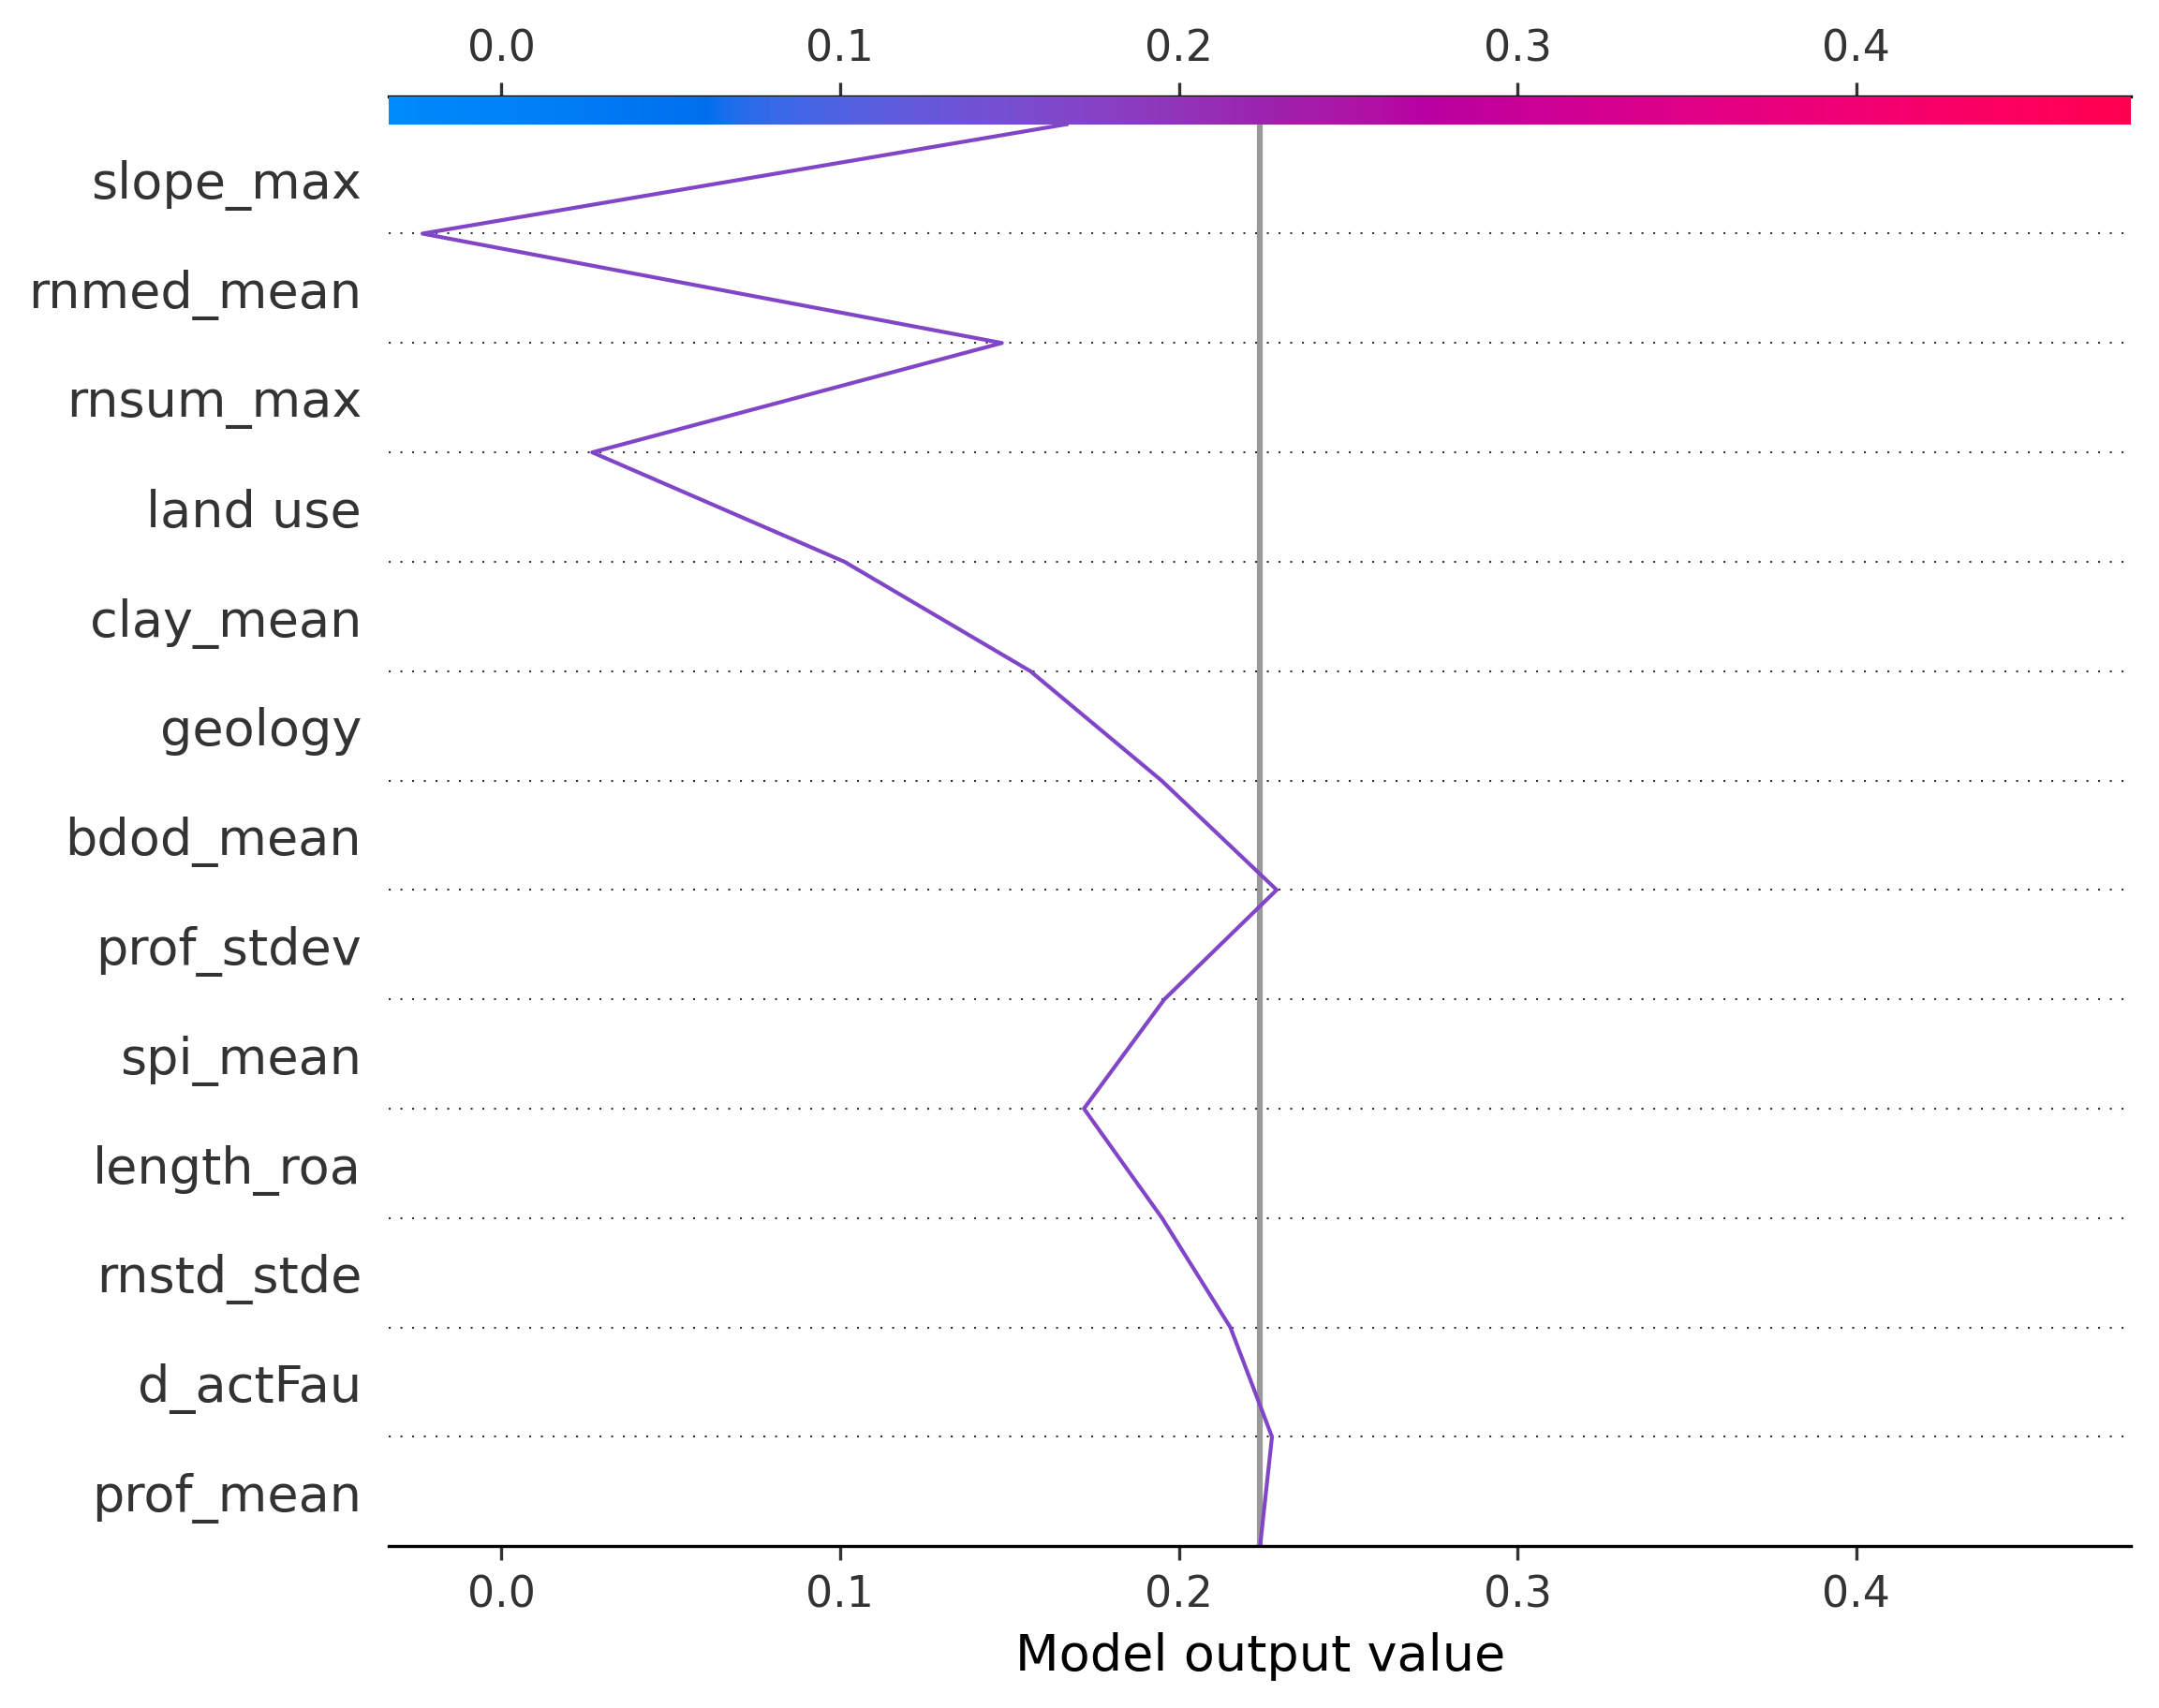 0.0 0.1 0.2 0.3 0.4
slope_max
rnmed_mean
rnsum_max
land use
clay_mean
geology
bdod_mean
prof_stdev
spi_mean
length_roa
rnstd_stde
d_actFau
prof_mean
0.0 0.1 0.2 0.3 0.4
Model output value